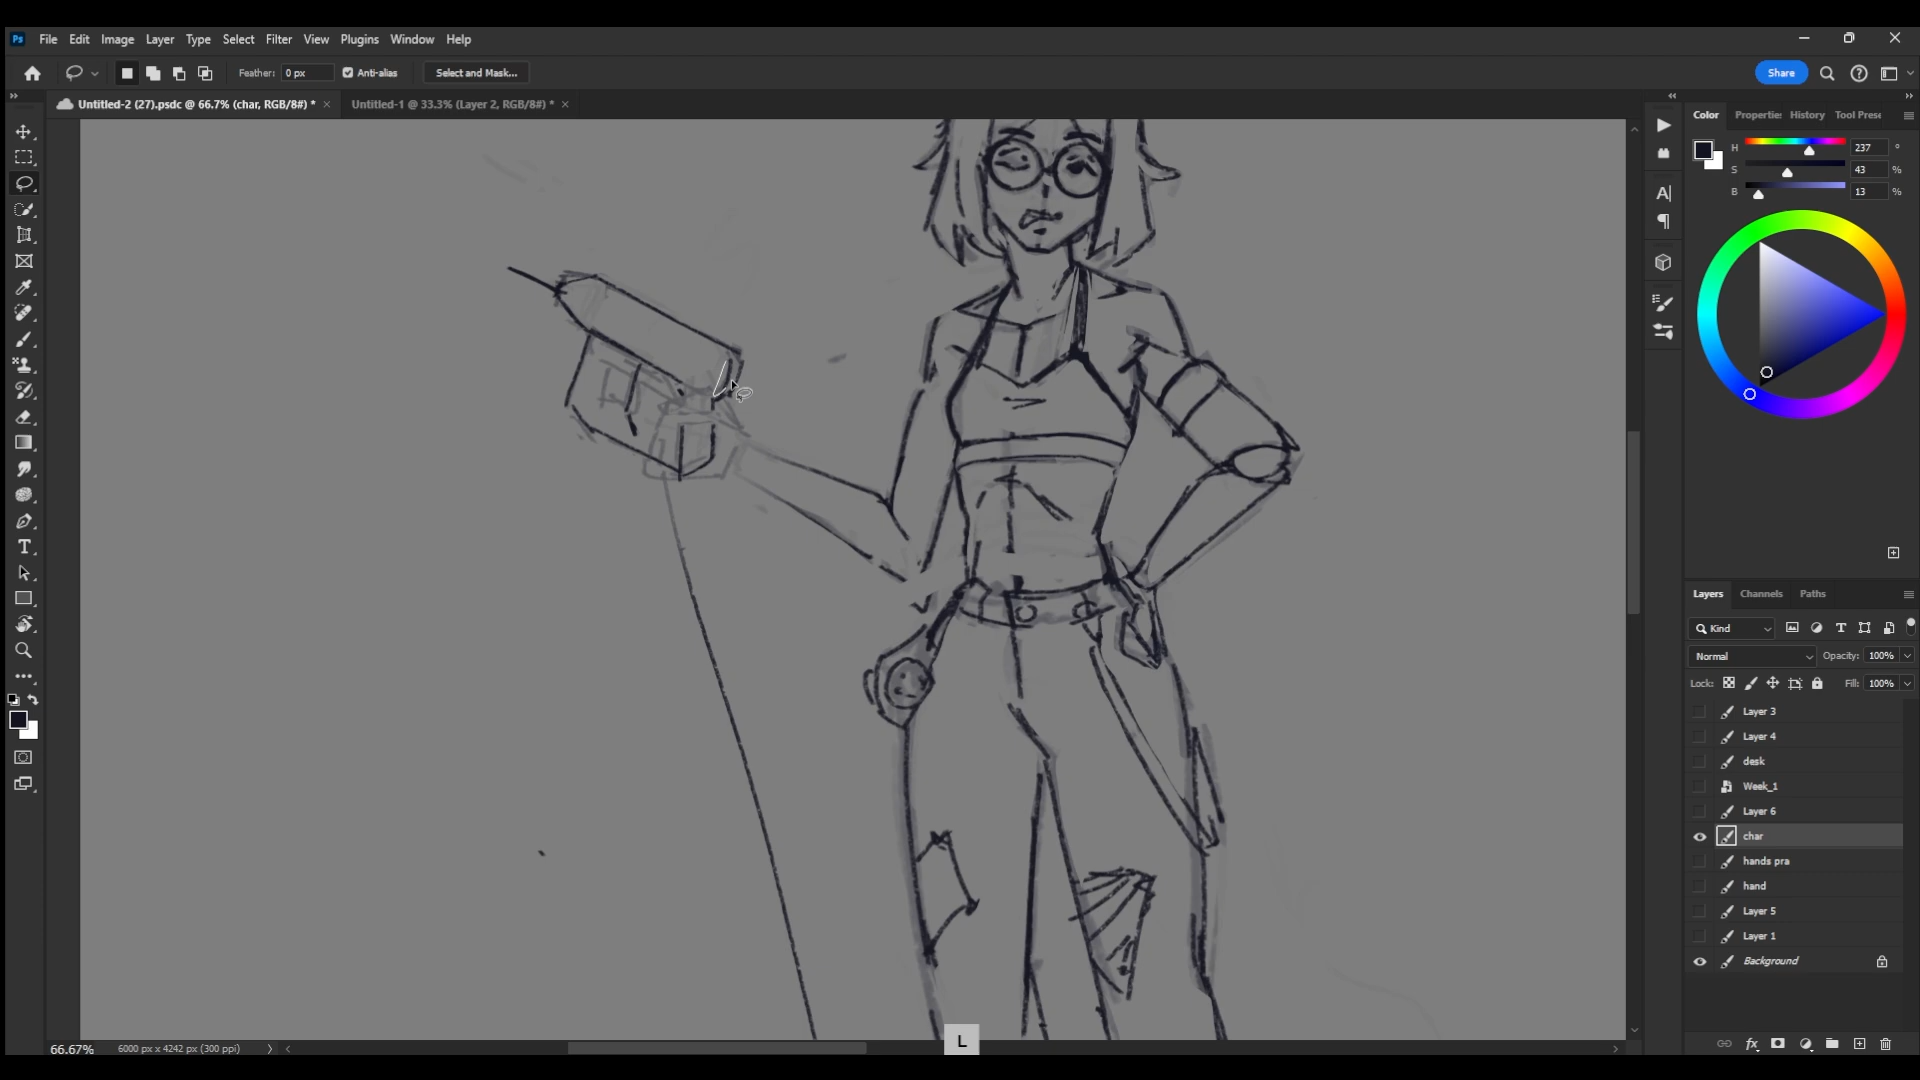 Ps File Edit Image Layer Type Select Filter View Plugins Window Help
Feather: 0 px Anti-alias Select and Mask... Share
Untitled-2 (27).psdc @ 66.7% (char, RGB/8#) * Untitled-1 @ 33.3% (Layer 2, RGB/8#) *
Color Properties History Tool Prese
H 237 °
S 43 %
B 13 %
Layers Channels Paths
Kind
Normal Opacity: 100%
Lock: Fill: 100%
Layer 3
Layer 4
desk
Week_1
Layer 6
char
hands pra
hand
Layer 5
Layer 1
Background
66.67% 6000 px x 4242 px (300 ppi)
L